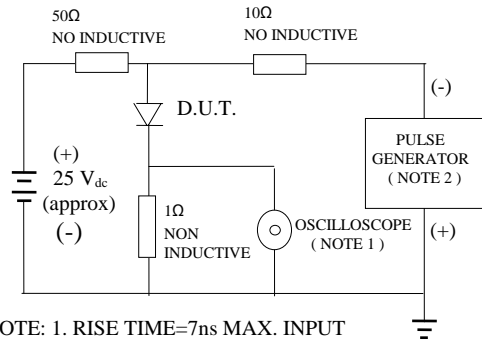 50Ω
NO INDUCTIVE
10Ω
NO INDUCTIVE
D.U.T.
(-)
PULSE
GENERATOR
( NOTE 2 )
(+)
(+)
25 Vdc
(approx)
(-)
1Ω
NON
INDUCTIVE
OSCILLOSCOPE
( NOTE 1 )
OTE: 1. RISE TIME=7ns MAX. INPUT